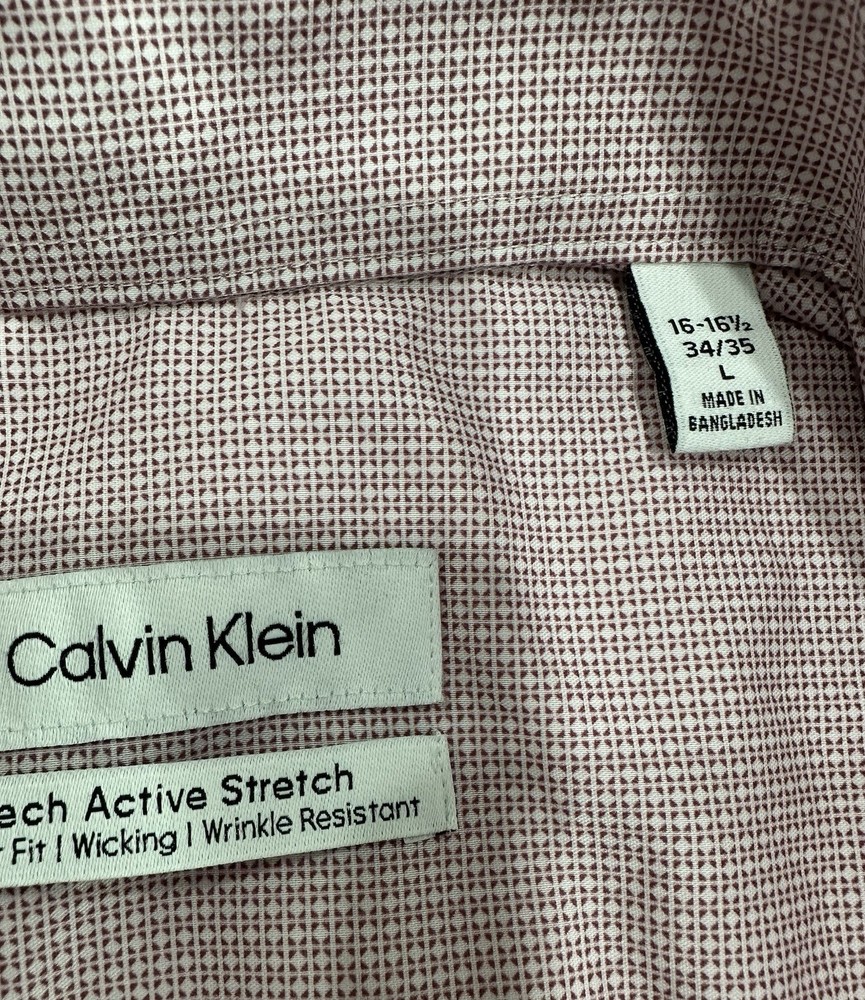 16-16½
34/35
L
MADE IN
BANGLADESH
Calvin Klein
ech Active Stretch
Fit | Wicking | Wrinkle Resistant